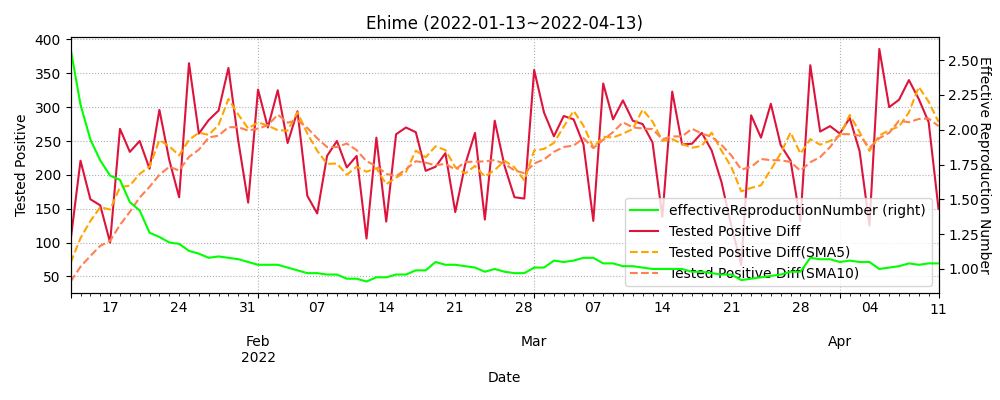 Ehime (2022-01-13~2022-04-13)
Tested Positive
400
350
300
250
200
150
100
50
2.50
2.25
2.00
1.75
1.50
1.25
1.00
Effective Reproduction Number
effectiveReproductionNumber (right)
Tested Positive Diff
Tested Positive Diff(SMA5)
Tested Positive Diff(SMA10)
17 24 31 07 14 21 28 07 14 21 28 04 11
Feb Mar Apr
2022
Date